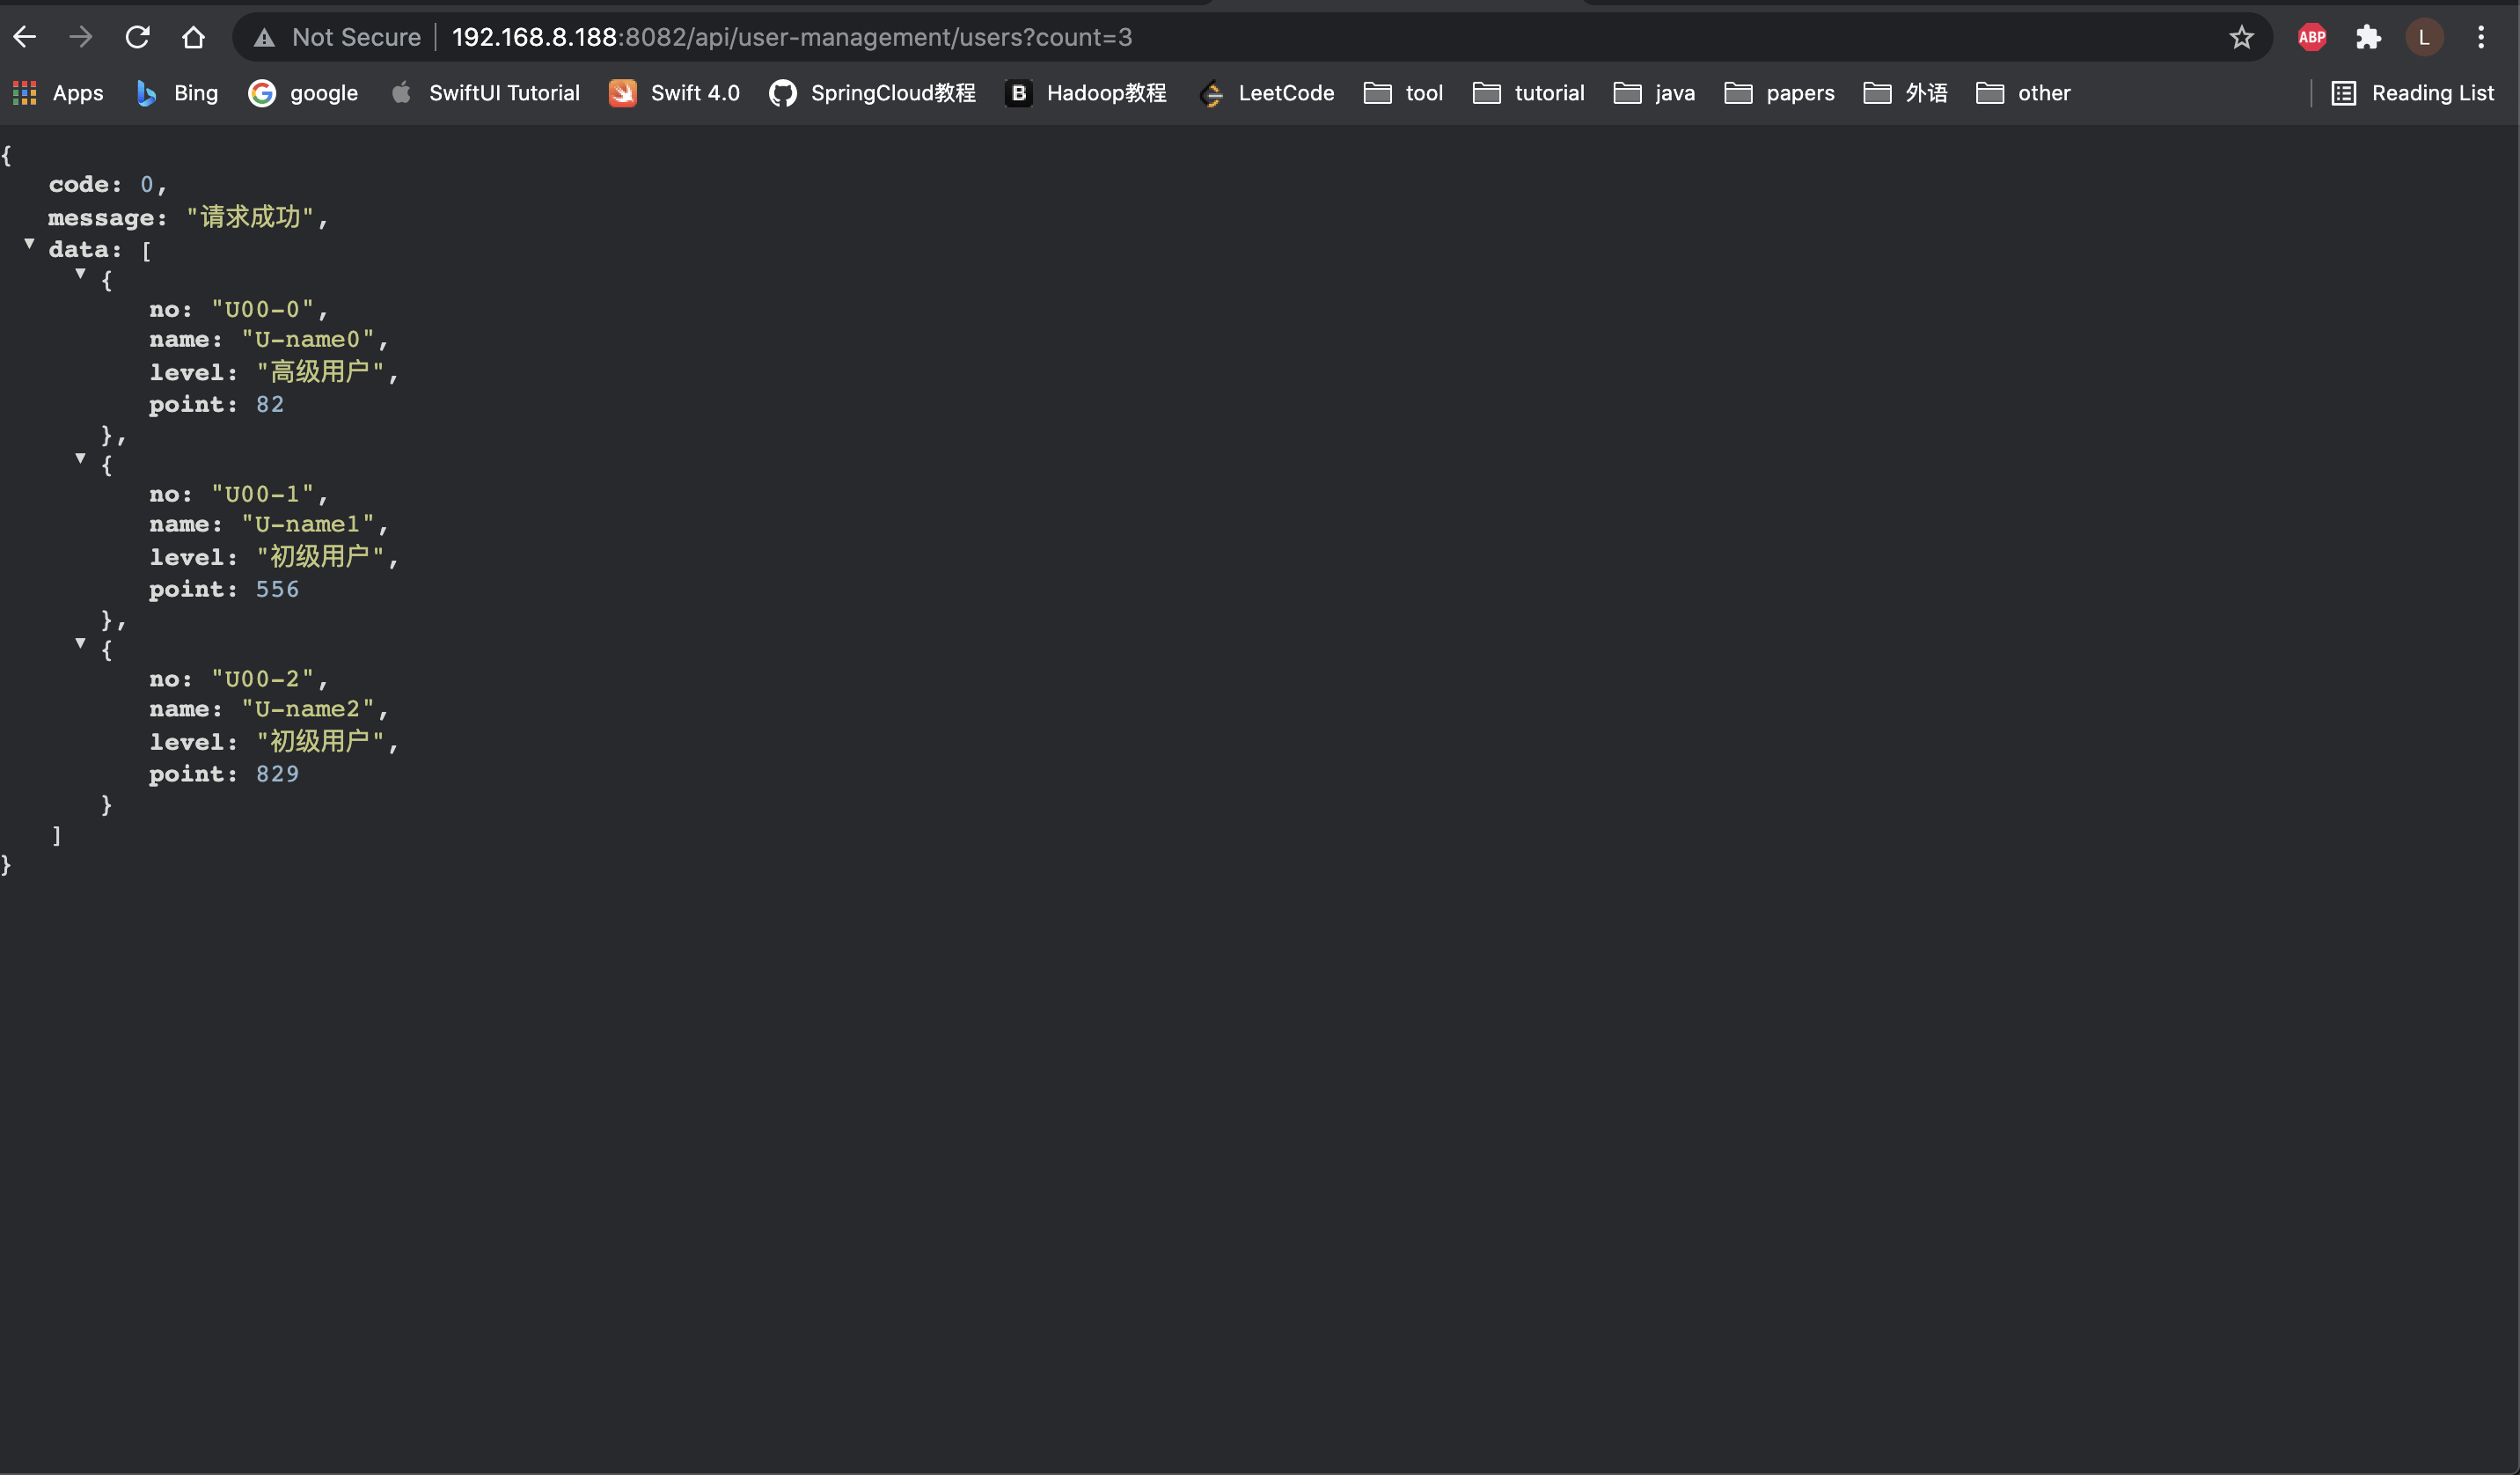 Not Secure 192.168.8.188:8082/api/user-management/users?count=3 ABP L
Apps Bing google SwiftUI Tutorial Swift 4.0 SpringCloud教程 B Hadoop教程 LeetCode tool tutorial java papers 外语 other Reading List
{
code: 0,
message: "请求成功",
data: [
{
no: "U00-0",
name: "U-name0",
level: "高级用户",
point: 82
},
{
no: "U00-1",
name: "U-name1",
level: "初级用户",
point: 556
},
{
no: "U00-2",
name: "U-name2",
level: "初级用户",
point: 829
}
]
}